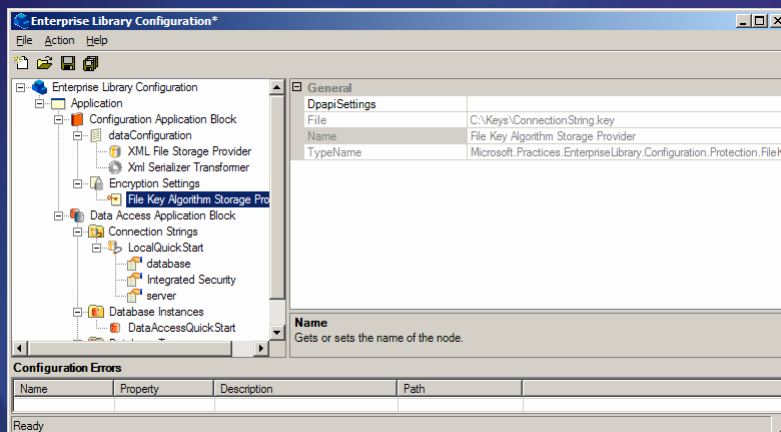 Enterprise Library Configuration*
File Action Help
Enterprise Library Configuration
Application
Configuration Application Block
dataConfiguration
XML File Storage Provider
Xml Serializer Transformer
Encryption Settings
File Key Algorithm Storage Pro
Data Access Application Block
Connection Strings
LocalQuickStart
database
Integrated Security
server
Database Instances
DataAccessQuickStart
General
DpapiSettings
File C:\Keys\ConnectionString.key
Name File Key Algorithm Storage Provider
TypeName Microsoft.Practices.EnterpriseLibrary.Configuration.Protection.FileK
Name
Gets or sets the name of the node.
Configuration Errors
Name Property Description Path
Ready